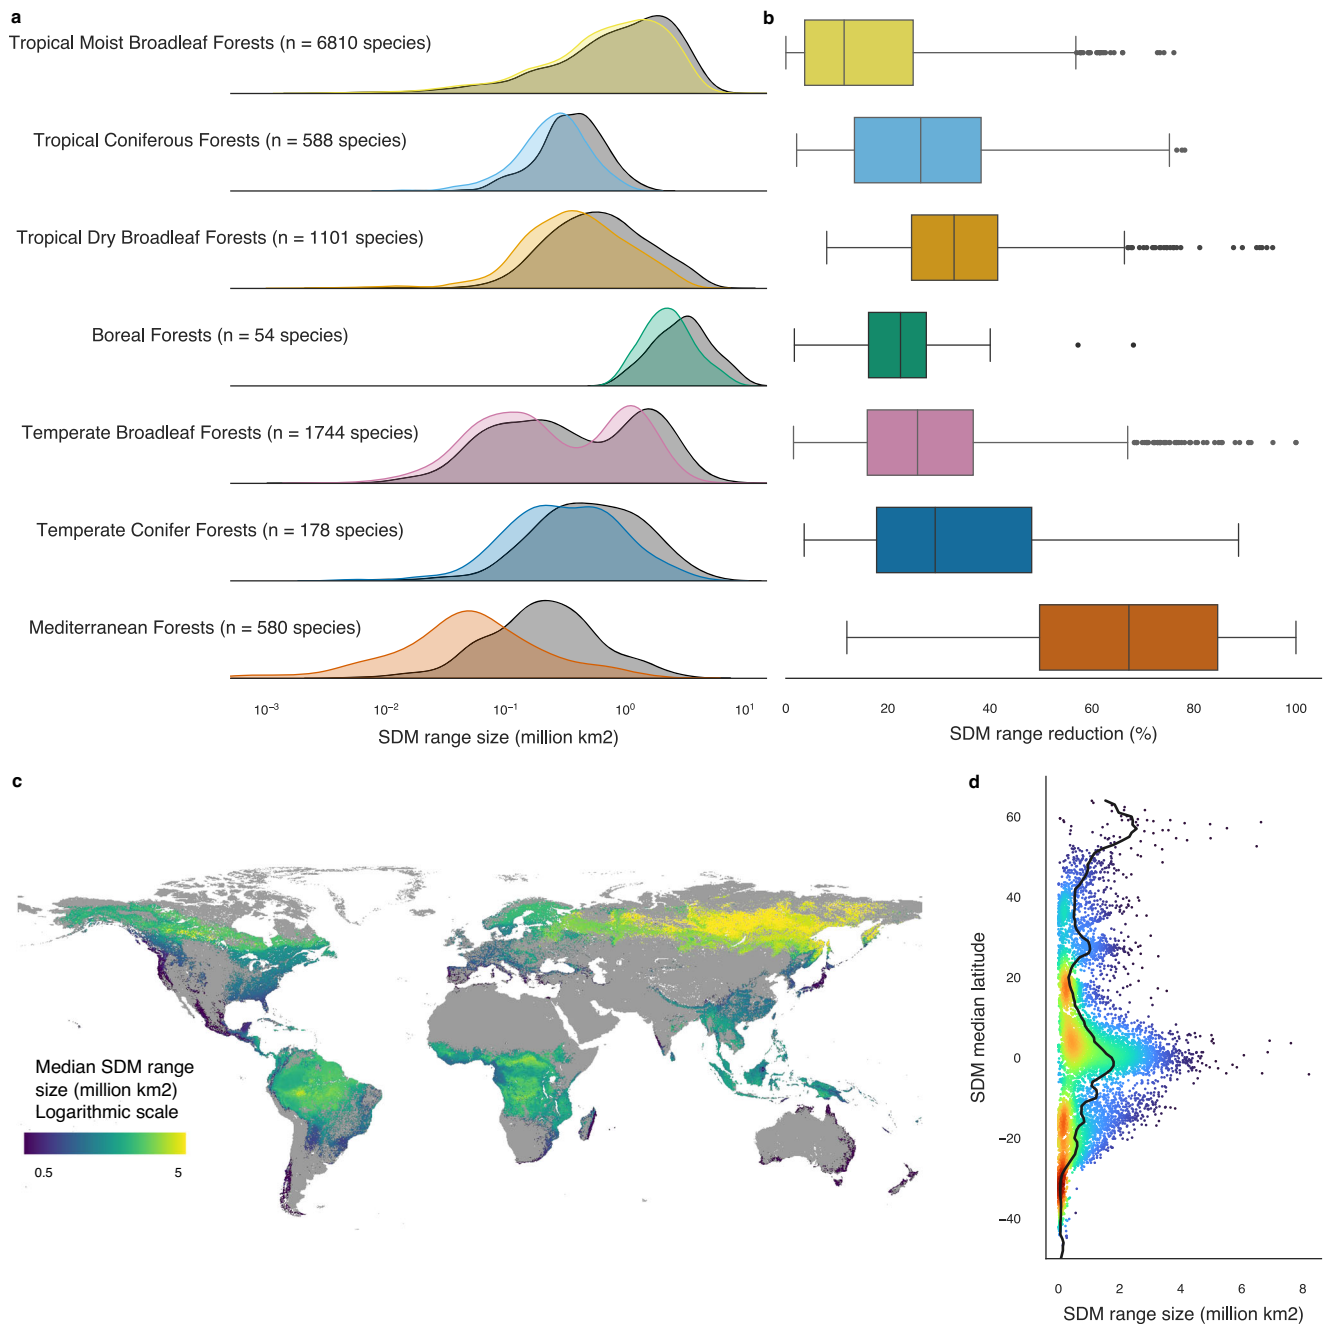 a
b
Tropical Moist Broadleaf Forests (n = 6810 species)
Tropical Coniferous Forests (n = 588 species)
Tropical Dry Broadleaf Forests (n = 1101 species)
Boreal Forests (n = 54 species)
Temperate Broadleaf Forests (n = 1744 species)
Temperate Conifer Forests (n = 178 species)
Mediterranean Forests (n = 580 species)
10⁻³ 10⁻² 10⁻¹ 10⁰ 10¹
SDM range size (million km2)
0 20 40 60 80 100
SDM range reduction (%)
c
Median SDM range
size (million km2)
Logarithmic scale
0.5 5
d
60
40
20
0
−20
−40
SDM median latitude
0 2 4 6 8
SDM range size (million km2)